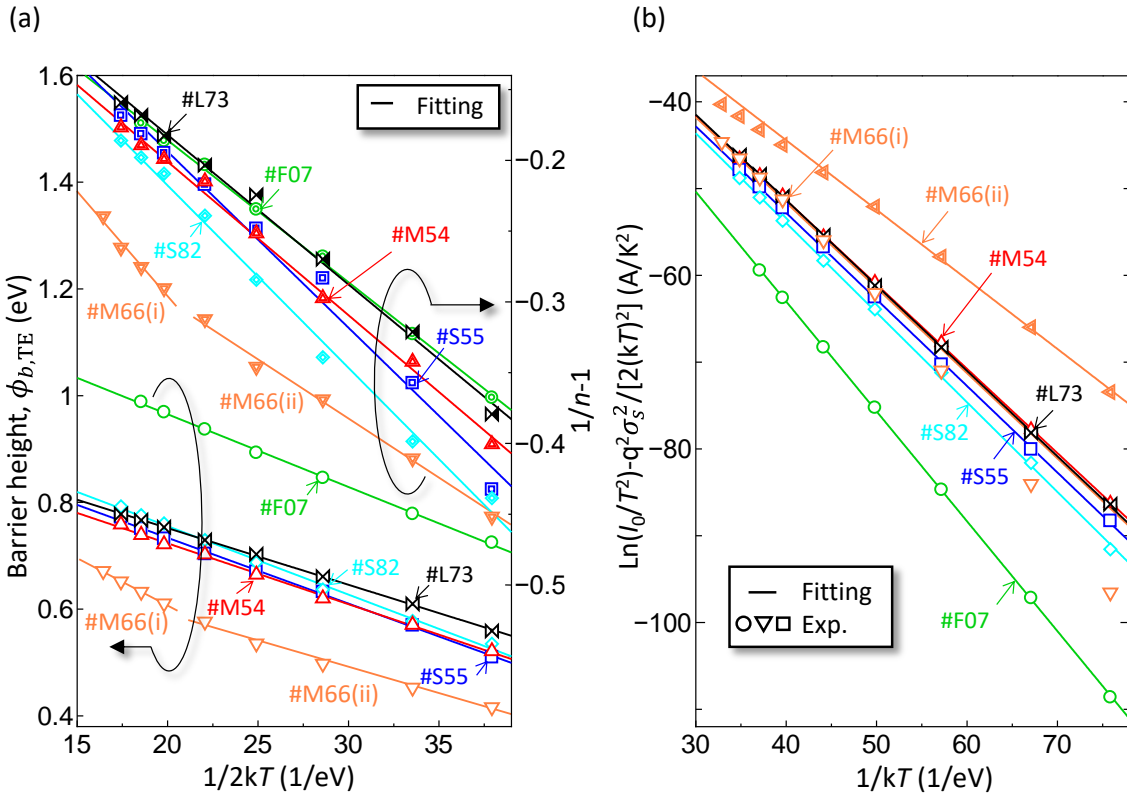 (a)
(b)
1.6
1.4
1.2
1
0.8
0.6
0.4
Barrier height, ϕb,TE (eV)
15
20
25
30
35
1/2kT (1/eV)
−0.2
−0.3
−0.4
−0.5
1/n-1
— Fitting
#L73
#F07
#S82
#M54
#M66(i)
#S55
#M66(ii)
#F07
#S82
#L73
#M54
#M66(i)
#S55
#M66(ii)
−40
−60
−80
−100
Ln(I0/T²)-q²σs²/[2(kT)²] (A/K²)
30
40
50
60
70
1/kT (1/eV)
#M66(i)
#M66(ii)
#M54
#L73
#S82
#S55
#F07
Fitting
Exp.